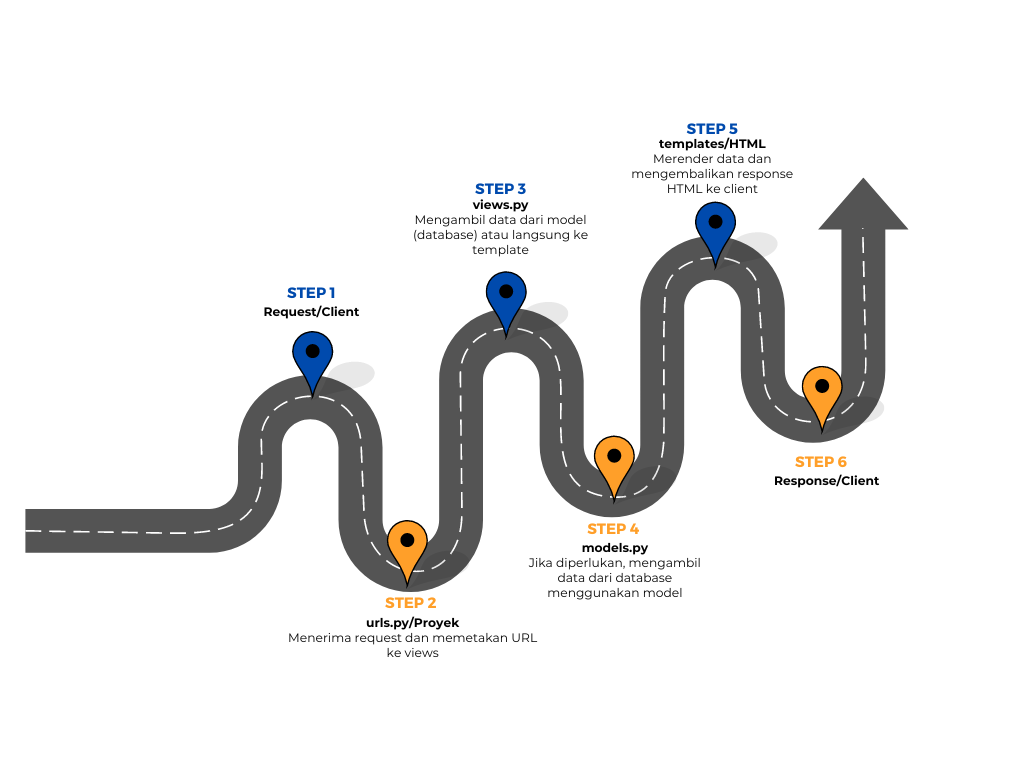 STEP 1
Request/Client
STEP 2
urls.py/Proyek
Menerima request dan memetakan URL
ke views
STEP 3
views.py
Mengambil data dari model
(database) atau langsung ke
template
STEP 4
models.py
Jika diperlukan, mengambil
data dari database
menggunakan model
STEP 5
templates/HTML
Merender data dan
mengembalikan response
HTML ke client
STEP 6
Response/Client